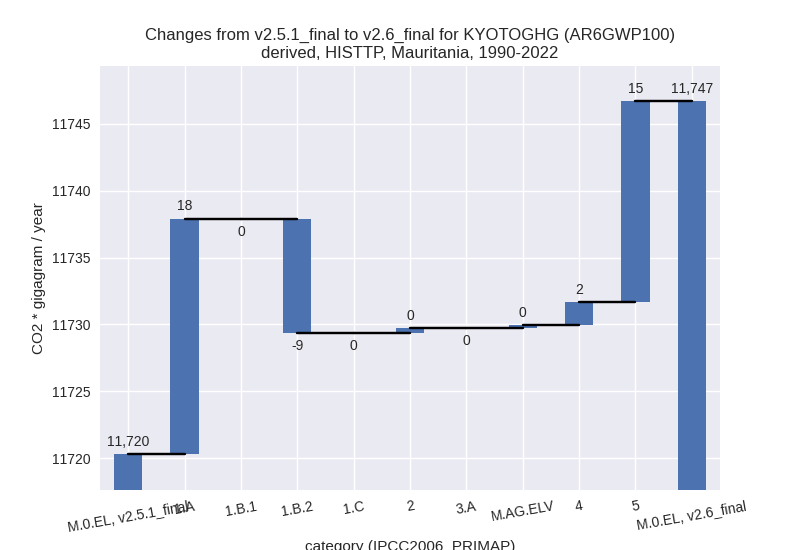 Changes from v2.5.1_final to v2.6_final for KYOTOGHG (AR6GWP100)
derived, HISTTP, Mauritania, 1990-2022
CO2 * gigagram / year
11745
11740
11735
11730
11725
11720
11,720
18
0
-9
0
0
0
0
2
15
11,747
M.0.EL, v2.5.1_final
1.A
1.B.1
1.B.2
1.C
2
3.A
M.AG.ELV
4
5
M.0.EL, v2.6_final
category (IPCC2006_PRIMAP)